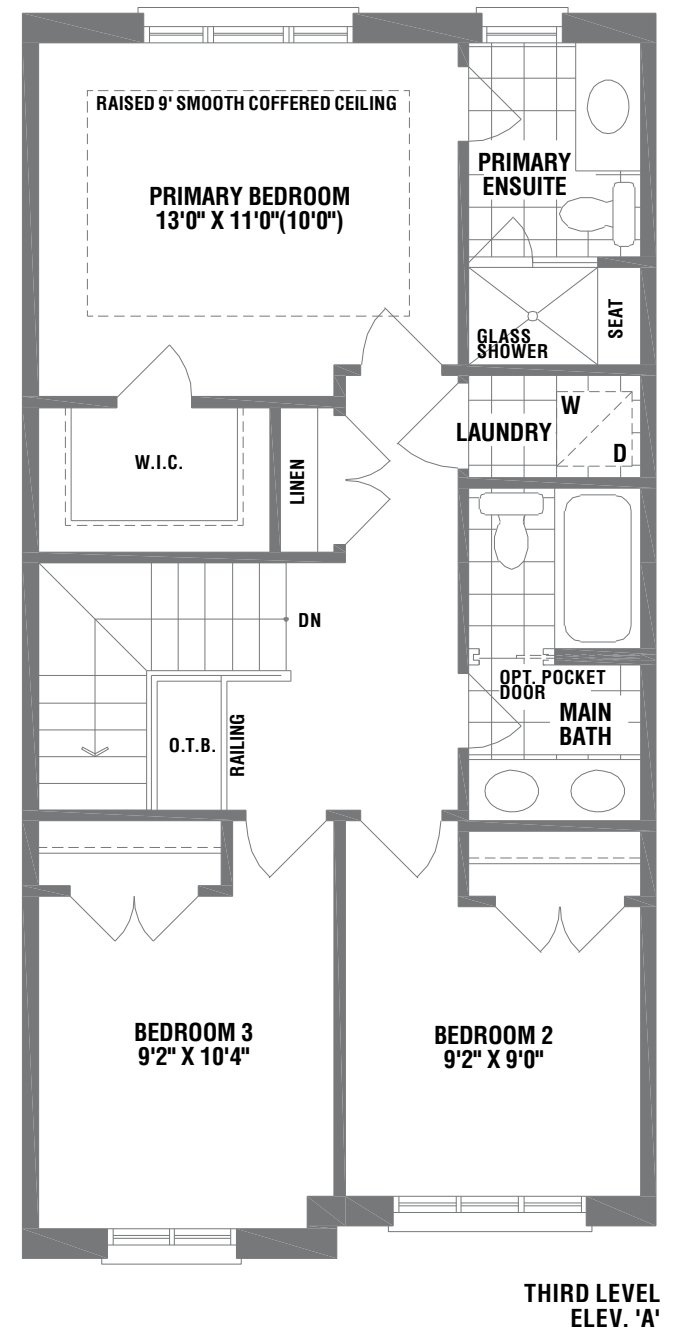 RAISED 9' SMOOTH COFFERED CEILING
PRIMARY BEDROOM
13'0" X 11'0"(10'0")
PRIMARY
ENSUITE
GLASS
SHOWER
SEAT
W.I.C.
LINEN
LAUNDRY
W
D
DN
O.T.B.
RAILING
OPT. POCKET
DOOR
MAIN
BATH
BEDROOM 3
9'2" X 10'4"
BEDROOM 2
9'2" X 9'0"
THIRD LEVEL
ELEV. 'A'